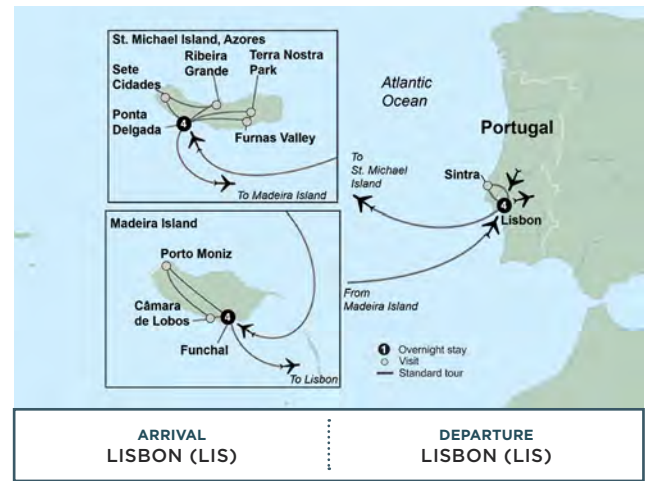 St. Michael Island, Azores
Sete
Cidades
Ribeira
Grande
Terra Nostra
Park
Ponta
Delgada
4
Furnas Valley
To Madeira Island
Madeira Island
Porto Moniz
Câmara
de Lobos
4
Funchal
To Lisbon
Atlantic
Ocean
Portugal
To
St. Michael
Island
Sintra
4
Lisbon
From
Madeira Island
1 Overnight stay
Visit
Standard tour
ARRIVAL
LISBON (LIS)
DEPARTURE
LISBON (LIS)